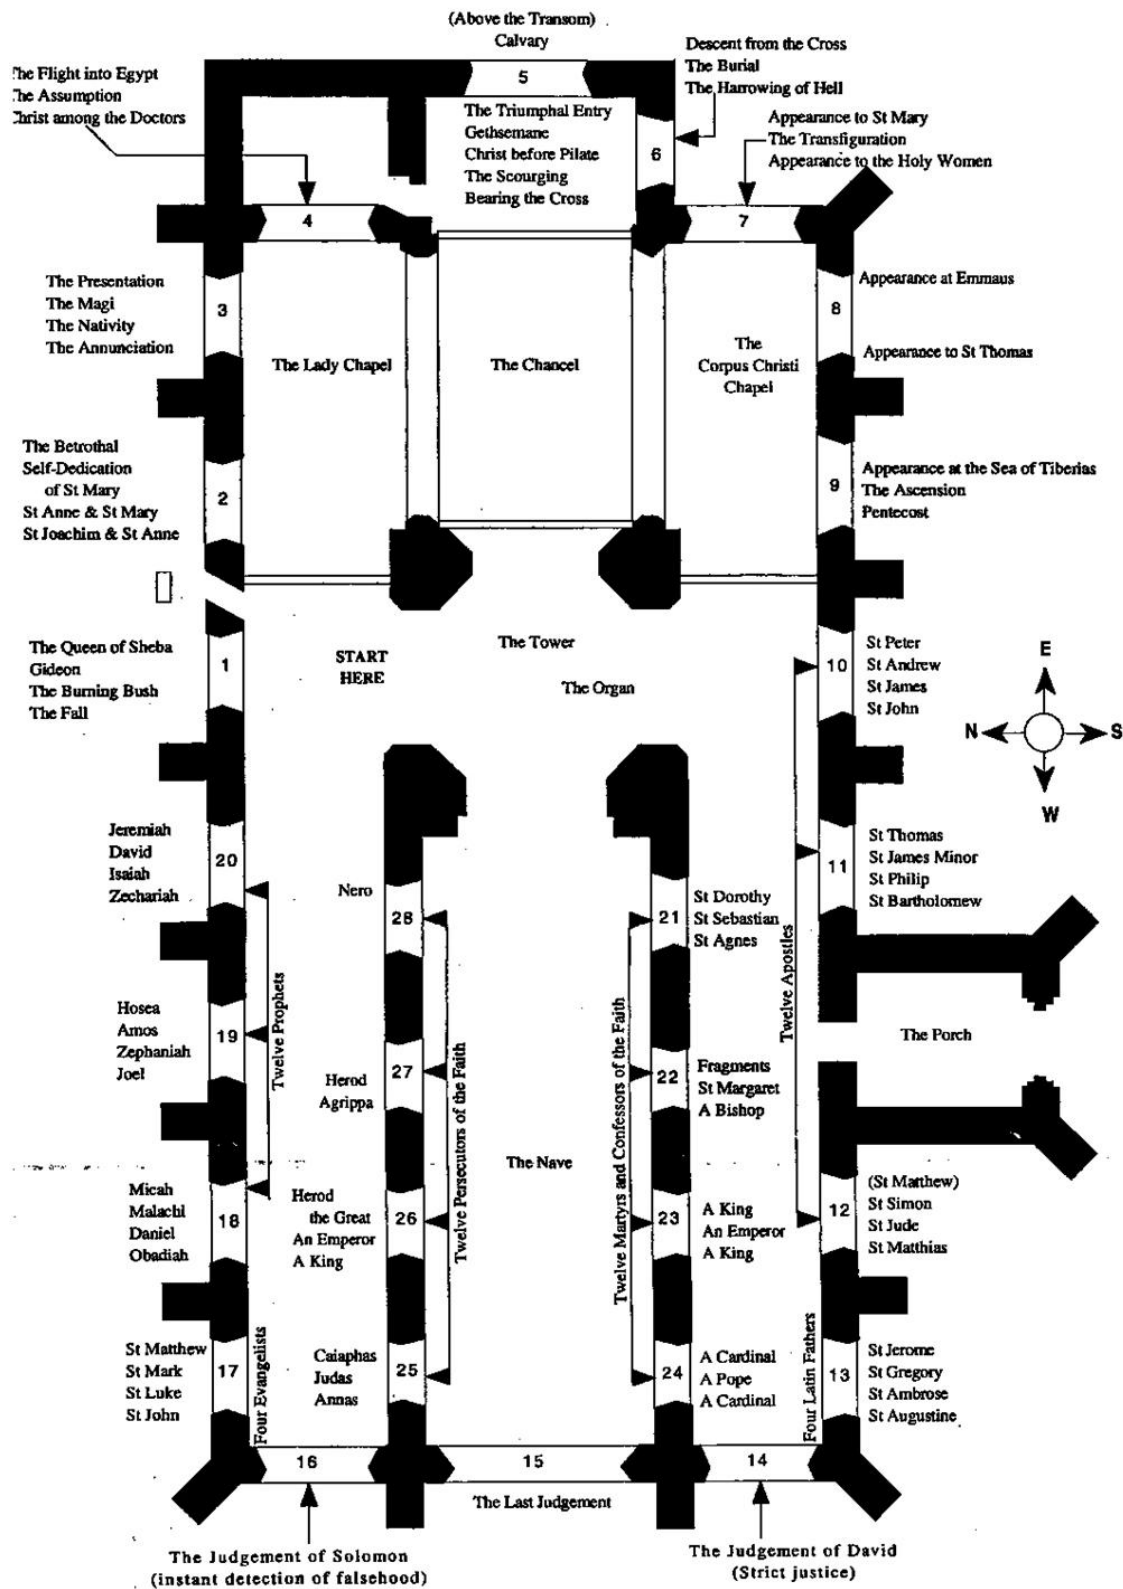 (Above the Transom)
Calvary
5
The Triumphal Entry
Gethsemane
Christ before Pilate
The Scourging
Bearing the Cross
Descent from the Cross
The Burial
The Harrowing of Hell
6
Appearance to St Mary
The Transfiguration
Appearance to the Holy Women
7
The Flight into Egypt
The Assumption
Christ among the Doctors
4
The Presentation
The Magi
The Nativity
The Annunciation
3
The Lady Chapel
The Chancel
The
Corpus Christi
Chapel
8
Appearance at Emmaus
Appearance to St Thomas
The Betrothal
Self-Dedication
of St Mary
St Anne & St Mary
St Joachim & St Anne
2
9
Appearance at the Sea of Tiberias
The Ascension
Pentecost
The Queen of Sheba
Gideon
The Burning Bush
The Fall
1
START
HERE
The Tower
The Organ
10
St Peter
St Andrew
St James
St John
E
N
S
W
Jeremiah
David
Isaiah
Zechariah
20
Nero
28
21
St Dorothy
St Sebastian
St Agnes
11
St Thomas
St James Minor
St Philip
St Bartholomew
Hosea
Amos
Zephaniah
Joel
19
Twelve Prophets
Herod
Agrippa
27
Twelve Persecutors of the Faith
The Nave
Twelve Martyrs and Confessors of the Faith
22
Fragments
St Margaret
A Bishop
Twelve Apostles
The Porch
Micah
Malachi
Daniel
Obadiah
18
Herod
the Great
An Emperor
A King
26
23
A King
An Emperor
A King
12
(St Matthew)
St Simon
St Jude
St Matthias
St Matthew
St Mark
St Luke
St John
17
Four Evangelists
Caiaphas
Judas
Annas
25
24
A Cardinal
A Pope
A Cardinal
Four Latin Fathers
13
St Jerome
St Gregory
St Ambrose
St Augustine
16
15
14
The Last Judgement
The Judgement of Solomon
(instant detection of falsehood)
The Judgement of David
(Strict justice)